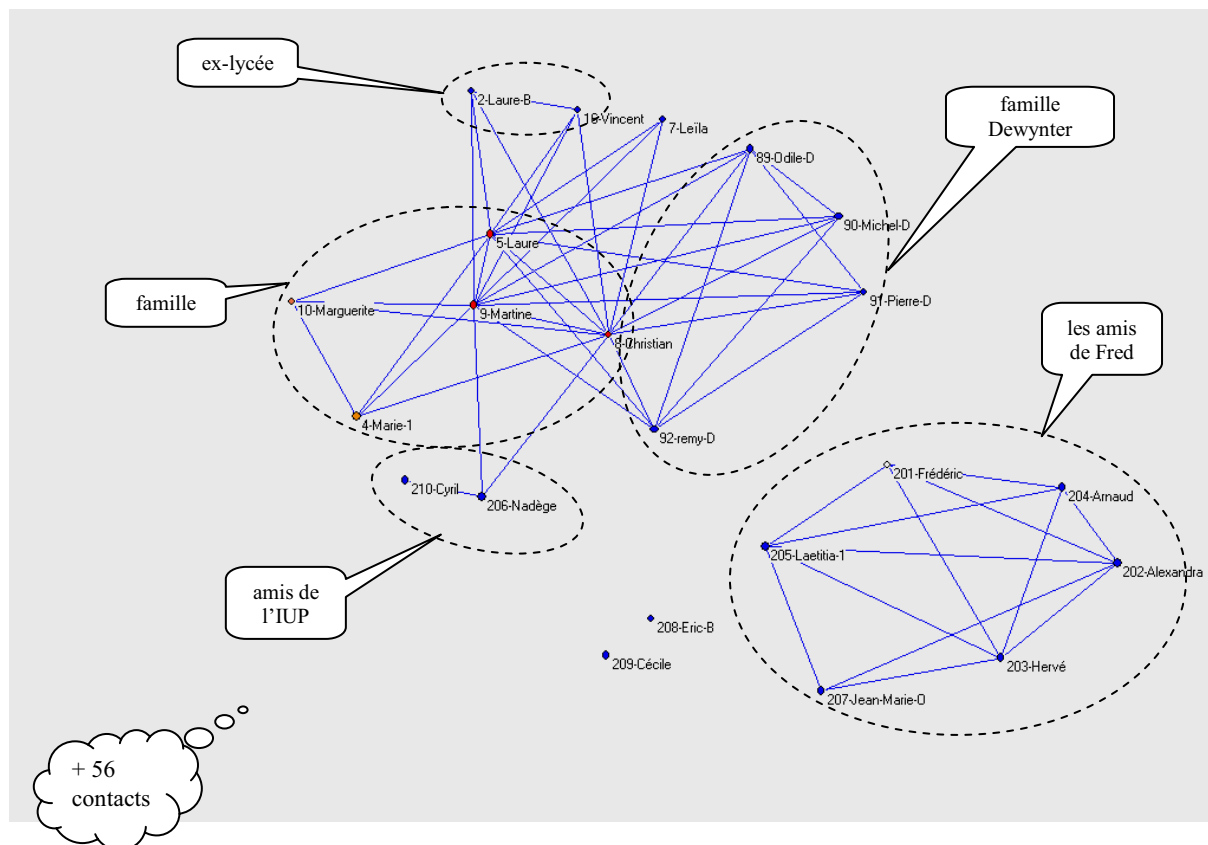 ex-lycée
famille
Dewynter
2-Laure-B
7-Leïla
89-Odile-D
90-Michel-D
5-Laure
famille
10-Marguerite
9-Martine
91-Pierre-D
les amis
de Fred
4-Marie-1
92-remy-D
201-Frédéric
204-Arnaud
210-Cyril
206-Nadège
205-Laetitia-1
202-Alexandra
amis de
l'IUP
208-Eric-B
209-Cécile
203-Hervé
207-Jean-Marie-O
+ 56
contacts